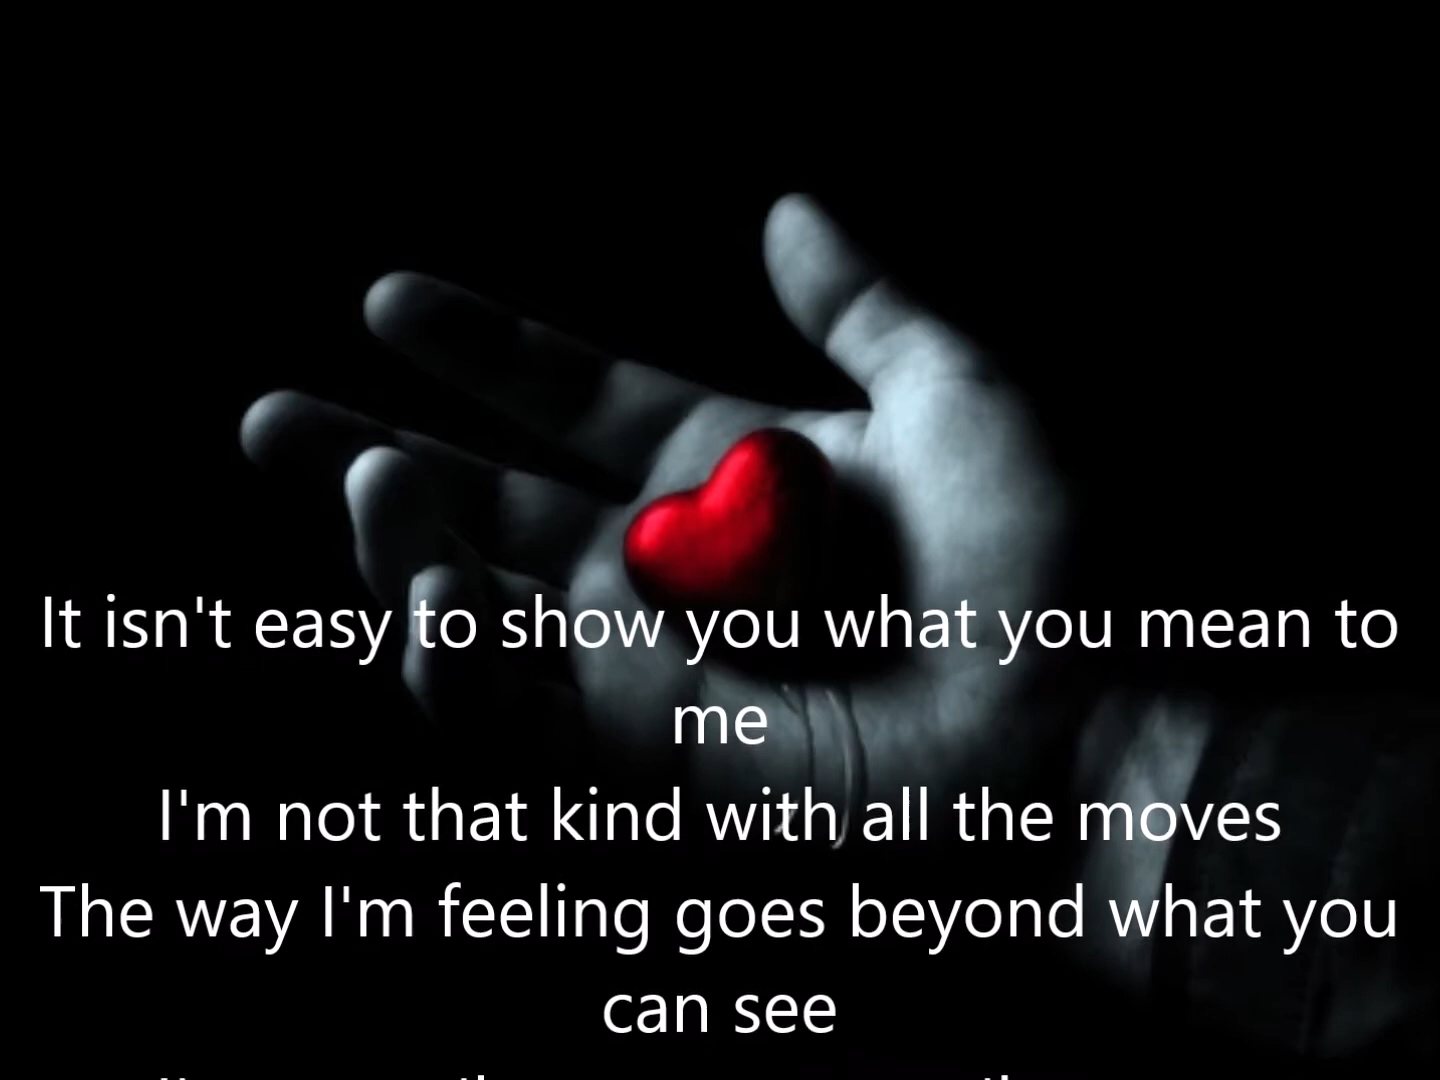 It isn't easy to show you what you mean to
me
I'm not that kind with all the moves
The way I'm feeling goes beyond what you
can see